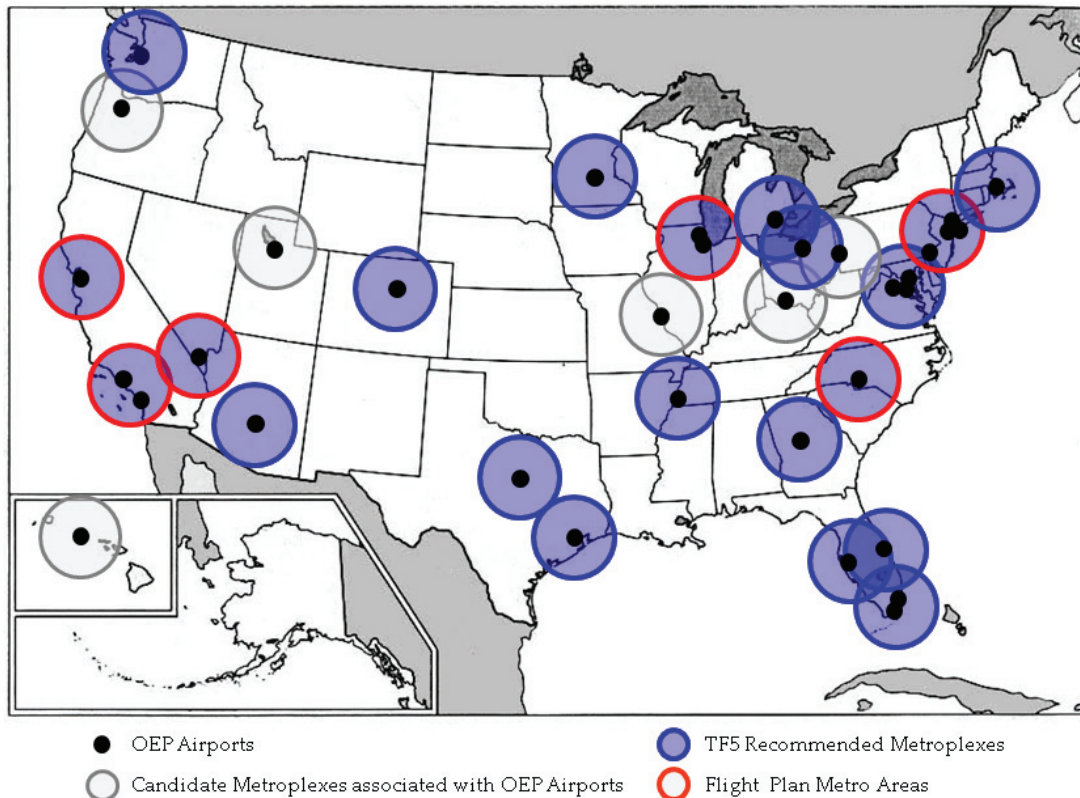 OEP Airports
TF5 Recommended Metroplexes
Candidate Metroplexes associated with OEP Airports
Flight Plan Metro Areas